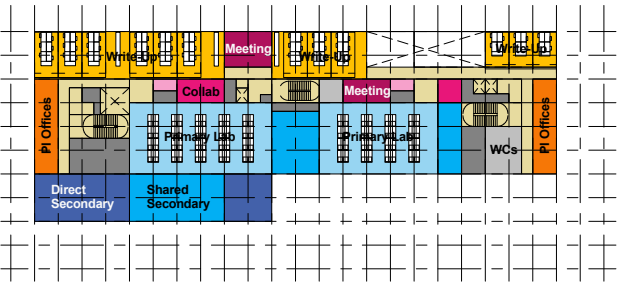 Write-Up
Meeting
Write-Up
Write-Up
Collab
Meeting
PI Offices
Primary Lab
Primary Lab
WCs
PI Offices
Direct
Secondary
Shared
Secondary